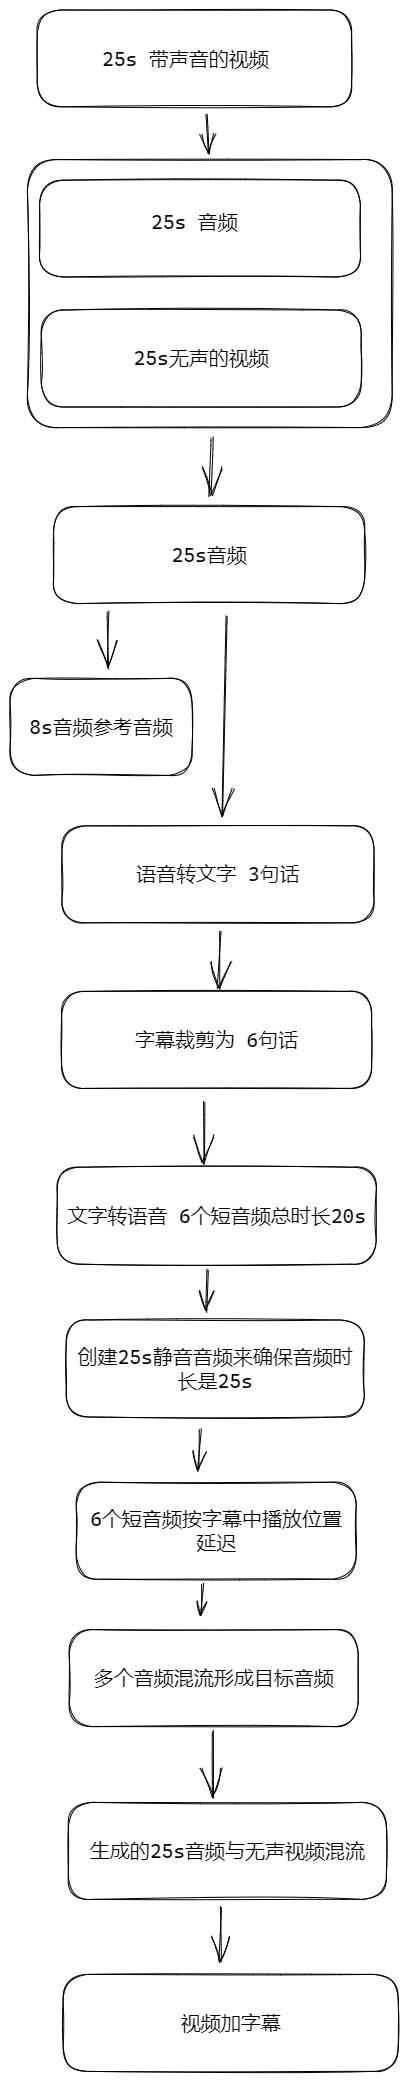 25s 带声音的视频
25s 音频
25s无声的视频
25s音频
8s音频参考音频
语音转文字 3句话
字幕裁剪为 6句话
文字转语音 6个短音频总时长20s
创建25s静音音频来确保音频时
长是25s
6个短音频按字幕中播放位置
延迟
多个音频混流形成目标音频
生成的25s音频与无声视频混流
视频加字幕